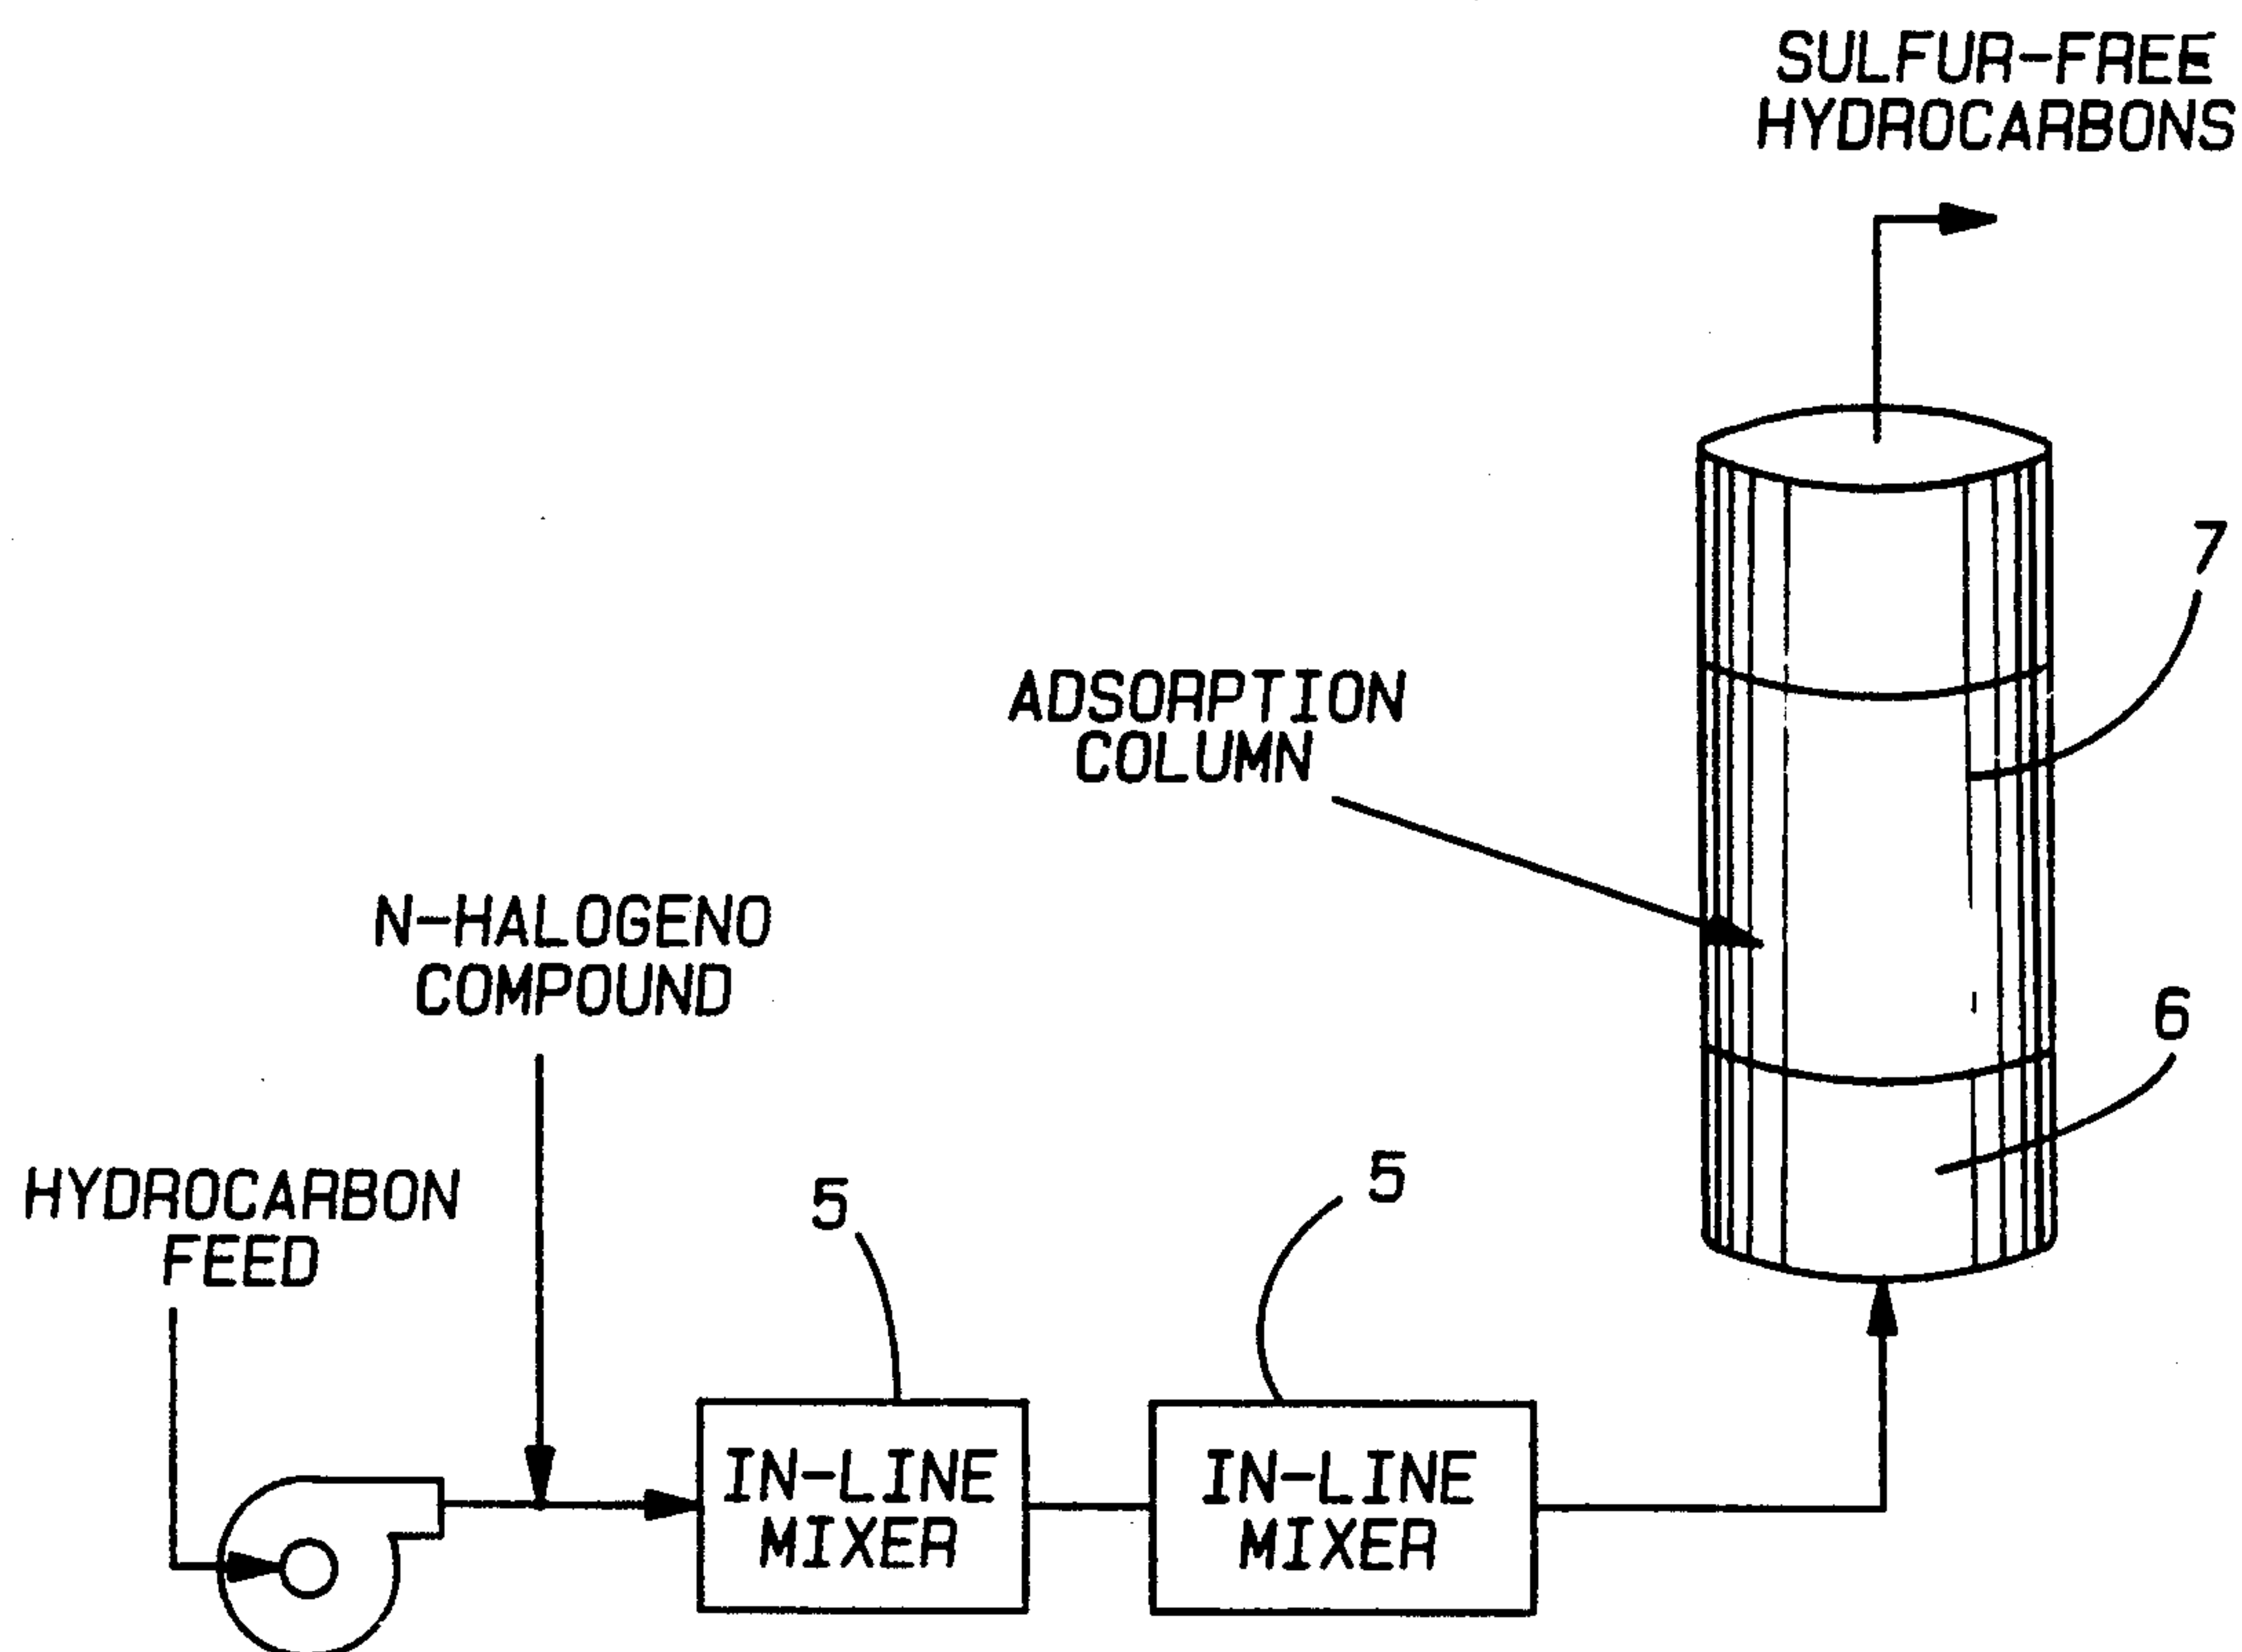 SULFUR-FREE
HYDROCARBONS
7
ADSORPTION
COLUMN
N-HALOGENO
COMPOUND
6
HYDROCARBON
FEED
5
5
IN-LINE
MIXER
IN-LINE
MIXER